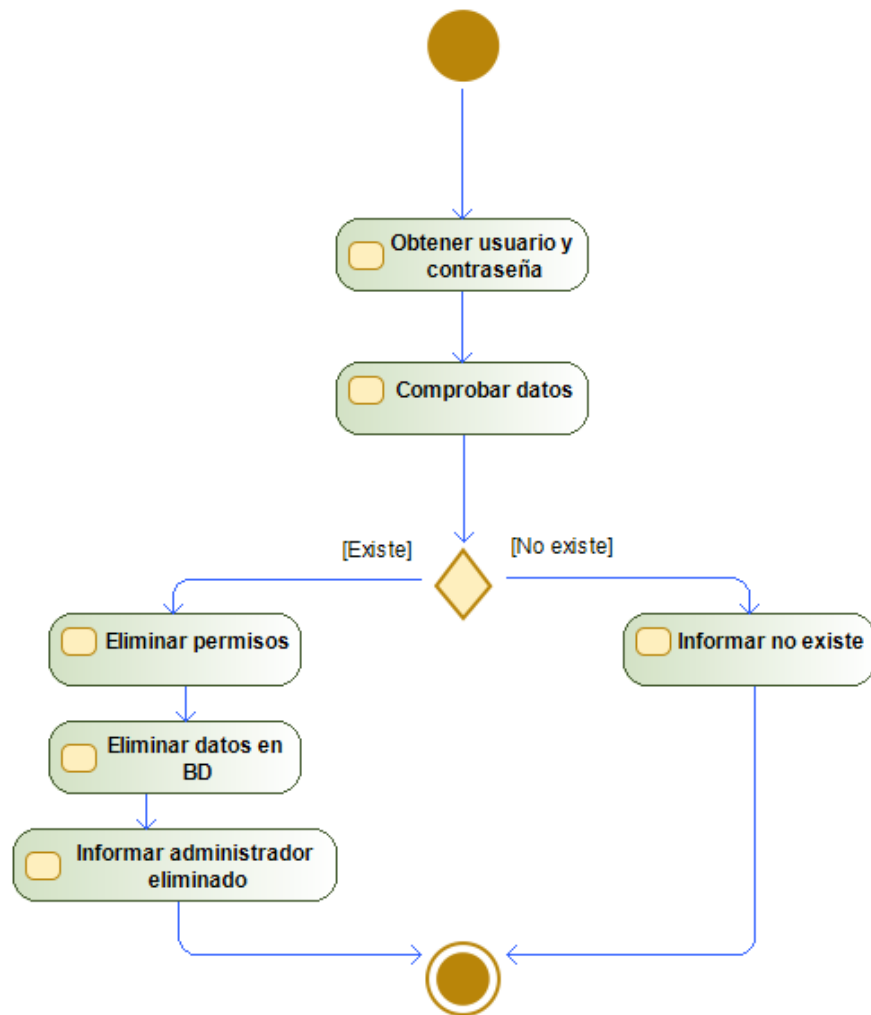 Obtener usuario y
contraseña
Comprobar datos
[Existe]
[No existe]
Eliminar permisos
Informar no existe
Eliminar datos en
BD
Informar administrador
eliminado